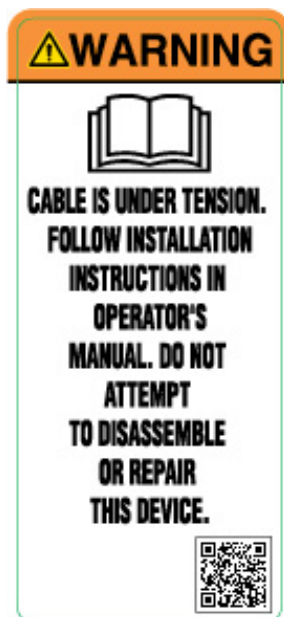 WARNING
CABLE IS UNDER TENSION.
FOLLOW INSTALLATION
INSTRUCTIONS IN
OPERATOR'S
MANUAL. DO NOT
ATTEMPT
TO DISASSEMBLE
OR REPAIR
THIS DEVICE.